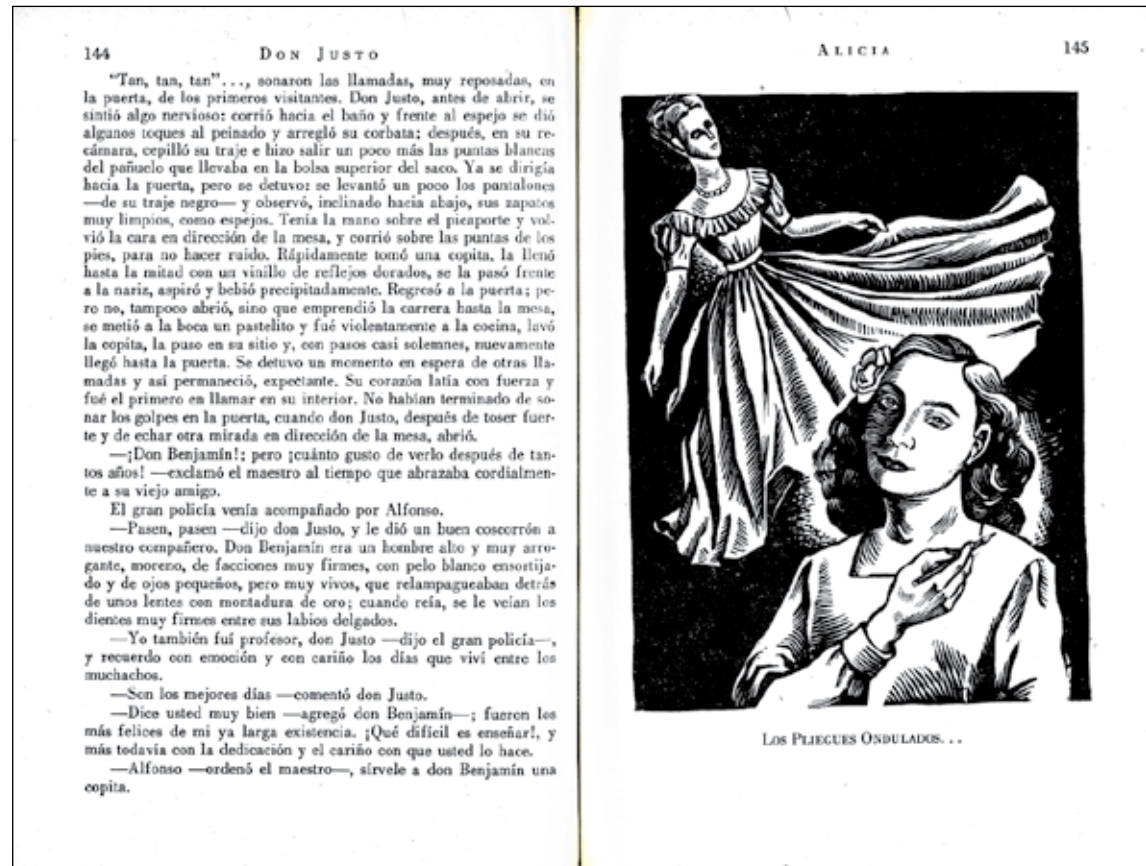 144
DON JUSTO
“Tan, tan, tan”..., sonaron las llamadas, muy reposadas, en
la puerta, de los primeros visitantes. Don Justo, antes de abrir, se
sintió algo nervioso: corrió hacia el baño y frente al espejo se dió
algunos toques al peinado y arregló su corbata; después, en su re-
cámara, cepilló su traje e hizo salir un poco más las puntas blancas
del pañuelo que llevaba en la bolsa superior del saco. Ya se dirigía
hacia la puerta, pero se detuvo: se levantó un poco los pantalones
—de su traje negro— y observó, inclinado hacia abajo, sus zapatos
muy limpios, como espejos. Tenía la mano sobre el picaporte y vol-
vió la cara en dirección de la mesa, y corrió sobre las puntas de los
pies, para no hacer ruido. Rápidamente tomó una copita, la llenó
hasta la mitad con un vinillo de reflejos dorados, se la pasó frente
a la nariz, aspiró y bebió precipitadamente. Regresó a la puerta; pe-
ro no, tampoco abrió, sino que emprendió la carrera hasta la mesa,
se metió a la boca un pastelito y fué violentamente a la cocina, lavó
la copita, la puso en su sitio y, con pasos casi solemnes, nuevamente
llegó hasta la puerta. Se detuvo un momento en espera de otras lla-
madas y así permaneció, expectante. Su corazón latía con fuerza y
fué el primero en llamar en su interior. No habían terminado de so-
nar los golpes en la puerta, cuando don Justo, después de toser fuer-
te y de echar otra mirada en dirección de la mesa, abrió.
—¡Don Benjamín!; pero ¡cuánto gusto de verlo después de tan-
tos años! —exclamó el maestro al tiempo que abrazaba cordialmen-
te a su viejo amigo.
El gran policía venía acompañado por Alfonso.
—Pasen, pasen —dijo don Justo, y le dió un buen coscorrón a
nuestro compañero. Don Benjamín era un hombre alto y muy arro-
gante, moreno, de facciones muy firmes, con pelo blanco ensortija-
do y de ojos pequeños, pero muy vivos, que relampagueaban detrás
de unos lentes con montadura de oro; cuando reía, se le veían los
dientes muy firmes entre sus labios delgados.
—Yo también fuí profesor, don Justo —dijo el gran policía—,
y recuerdo con emoción y con cariño los días que viví entre los
muchachos.
—Son los mejores días —comentó don Justo.
—Dice usted muy bien —agregó don Benjamín—; fueron los
más felices de mi ya larga existencia. ¡Qué difícil es enseñar!, y
más todavía con la dedicación y el cariño con que usted lo hace.
—Alfonso —ordenó el maestro—, sírvele a don Benjamín una
copita.
ALICIA
145
LOS PLIEGUES ONDULADOS...